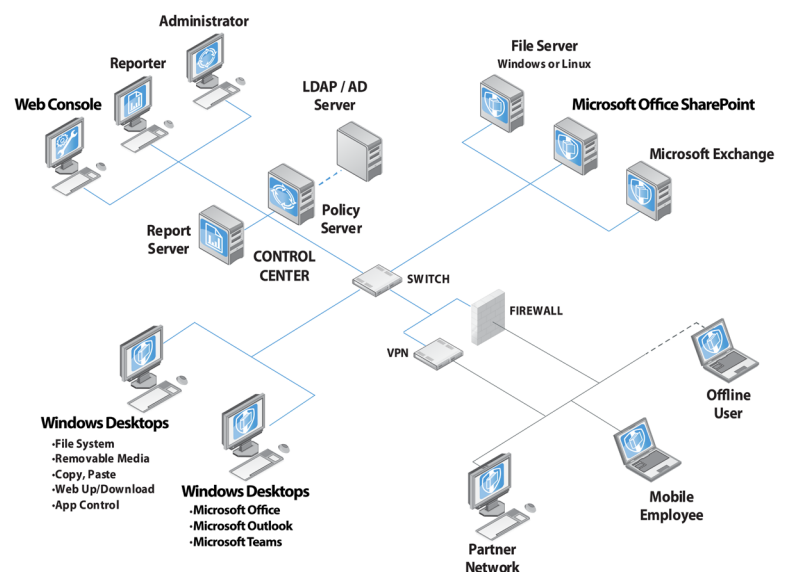 Administrator
Reporter
Web Console
LDAP / AD
Server
File Server
Windows or Linux
Microsoft Office SharePoint
Microsoft Exchange
Policy
Server
Report
Server
CONTROL
CENTER
SWITCH
FIREWALL
VPN
Windows Desktops
•File System
•Removable Media
•Copy, Paste
•Web Up/Download
•App Control
Windows Desktops
•Microsoft Office
•Microsoft Outlook
•Microsoft Teams
Offline
User
Mobile
Employee
Partner
Network